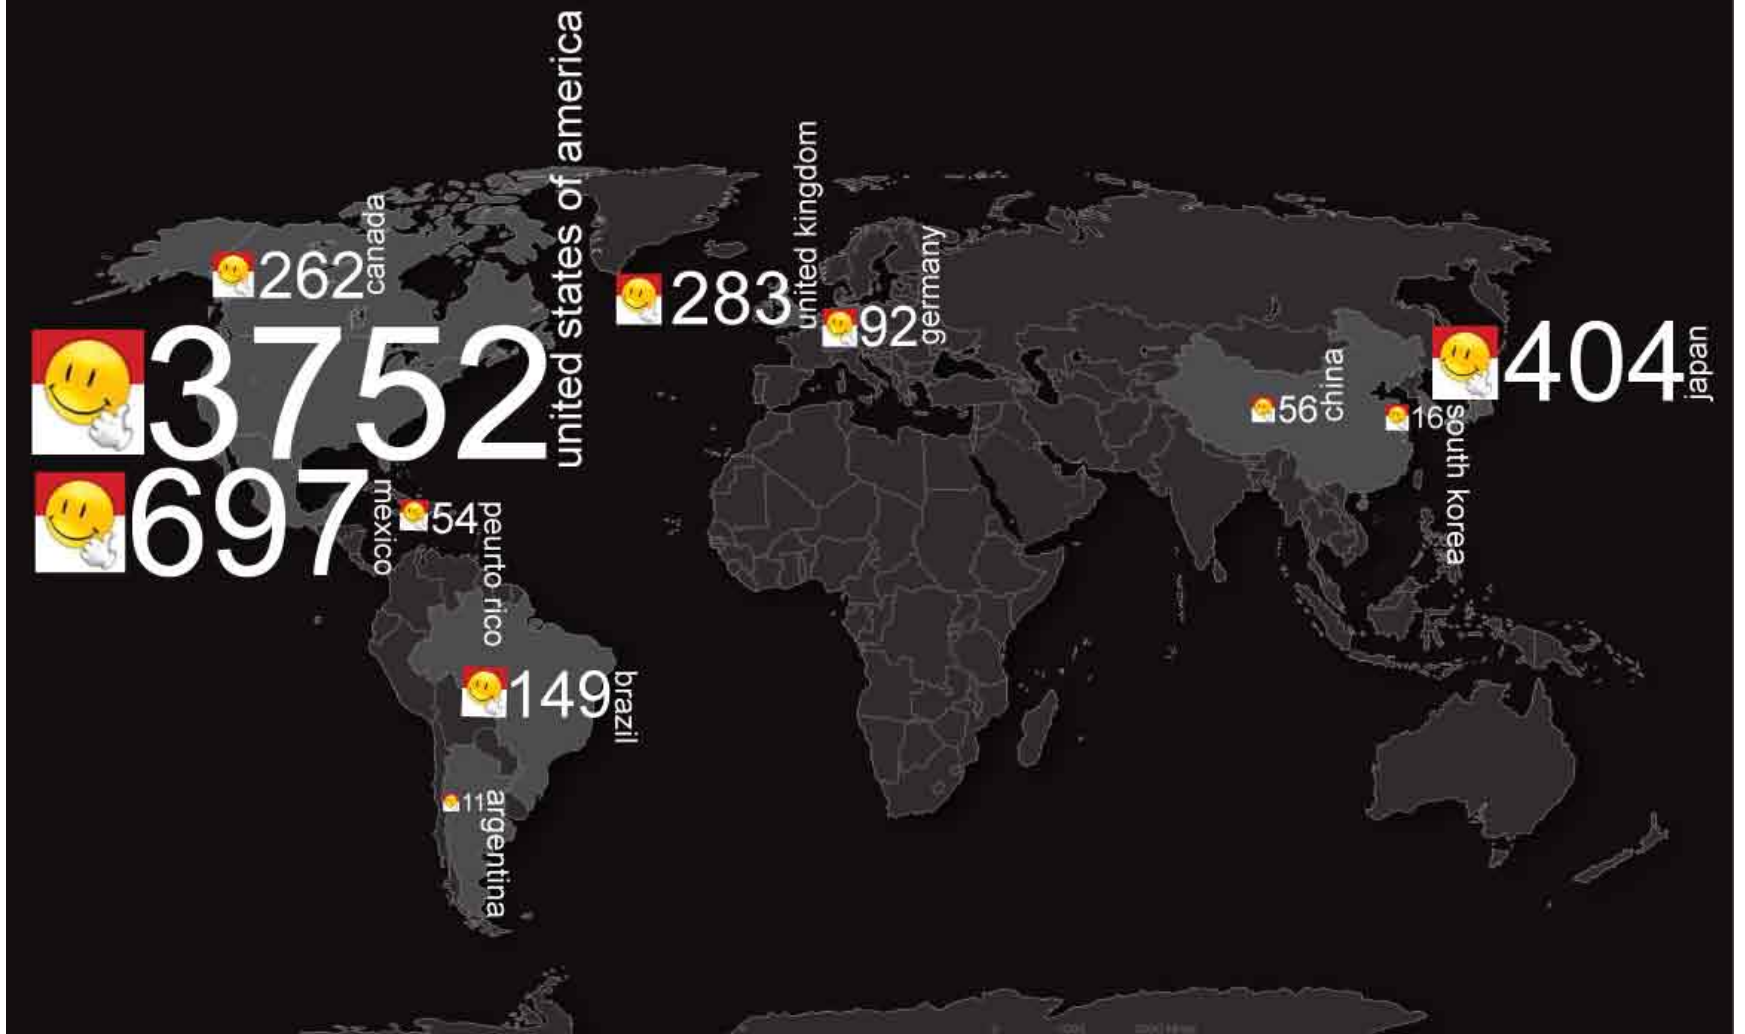 262 canada
3752 united states of america
697 mexico
54 peurto rico
149 brazil
11 argentina
283 united kingdom
92 germany
56 china
16 south korea
404 japan